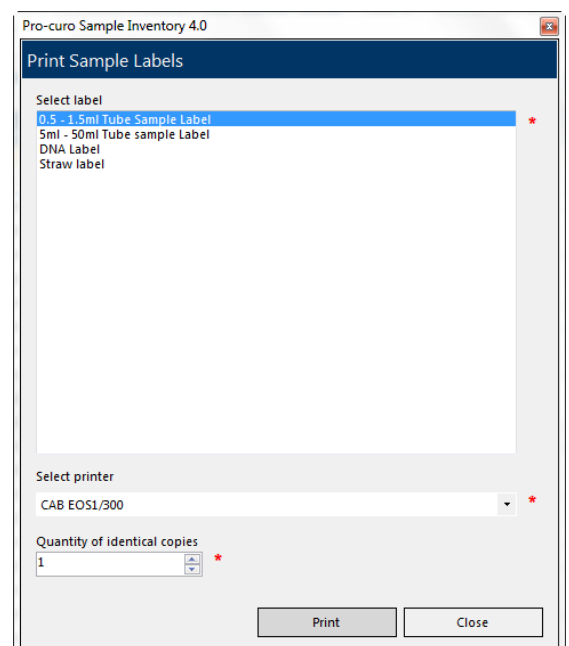 Pro-curo Sample Inventory 4.0
Print Sample Labels
Select label
*
0.5 - 1.5ml Tube Sample Label
5ml - 50ml Tube sample Label
DNA Label
Straw label
Select printer
CAB EOS1/300 *
Quantity of identical copies
1 *
Print Close